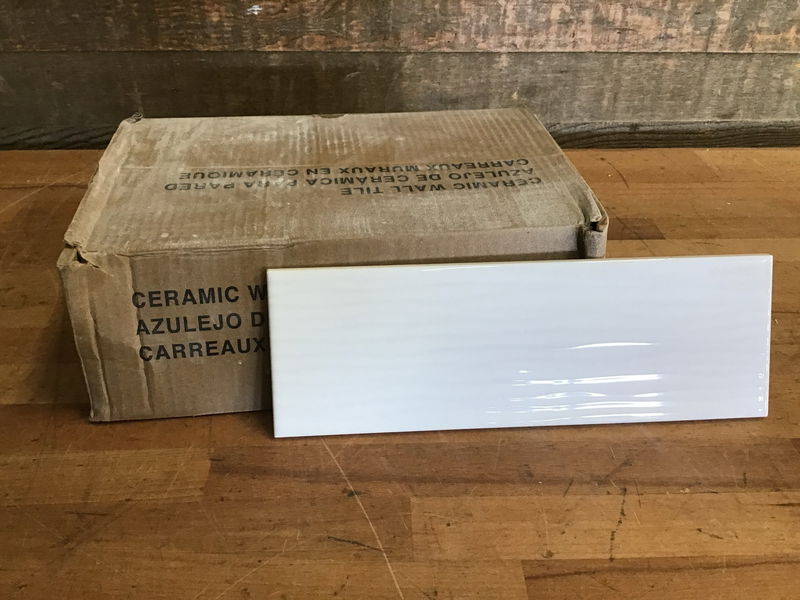 CERAMIC WALL TILE
AZULEJO DE CERAMICA PARA PARED
CARREAUX MURAUX EN CERAMIQUE
CERAMIC W
AZULEJO D
CARREAUX